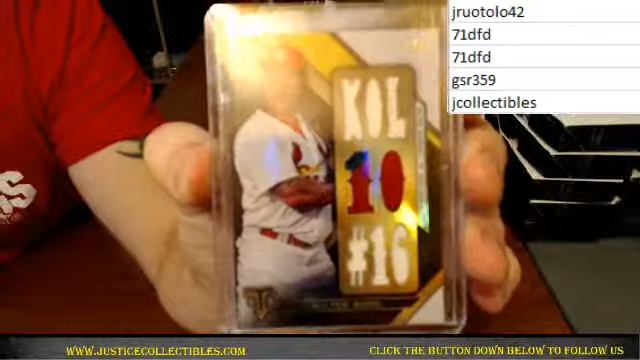 jruotolo42
71dfd
71dfd
gsr359
jcollectibles
KOL
10
#16
WWW.JUSTICECOLLECTIBLES.COM
CLICK THE BUTTON DOWN BELOW TO FOLLOW US